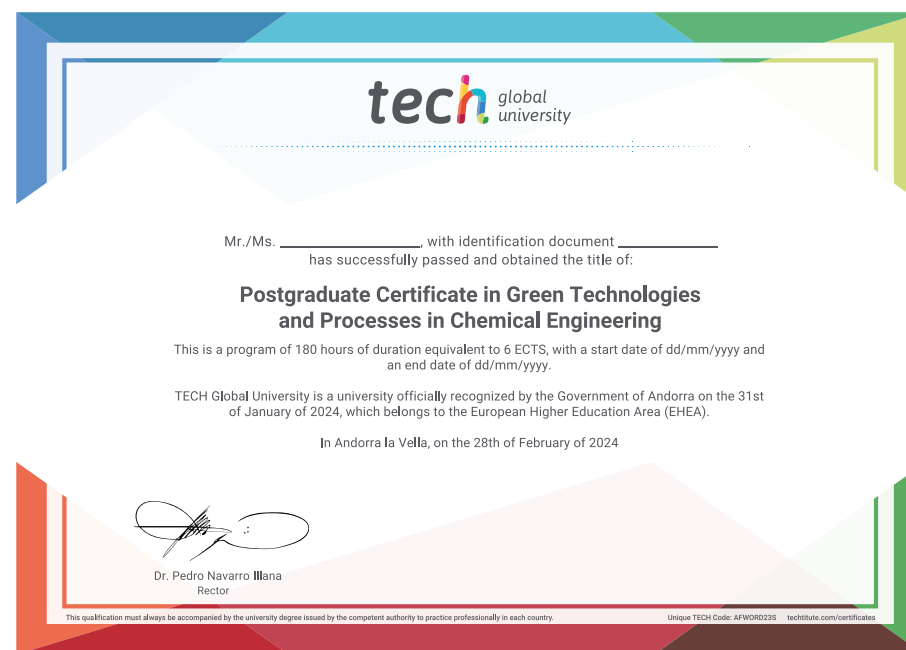 tech global university
Mr./Ms. ____________, with identification document ____________
has successfully passed and obtained the title of:
Postgraduate Certificate in Green Technologies
and Processes in Chemical Engineering
This is a program of 180 hours of duration equivalent to 6 ECTS, with a start date of dd/mm/yyyy and
an end date of dd/mm/yyyy.
TECH Global University is a university officially recognized by the Government of Andorra on the 31st
of January of 2024, which belongs to the European Higher Education Area (EHEA).
In Andorra la Vella, on the 28th of February of 2024
Dr. Pedro Navarro Illana
Rector
This qualification must always be accompanied by the university degree issued by the competent authority to practice professionally in each country.
Unique TECH Code: AFWORD23S techtitute.com/certificates